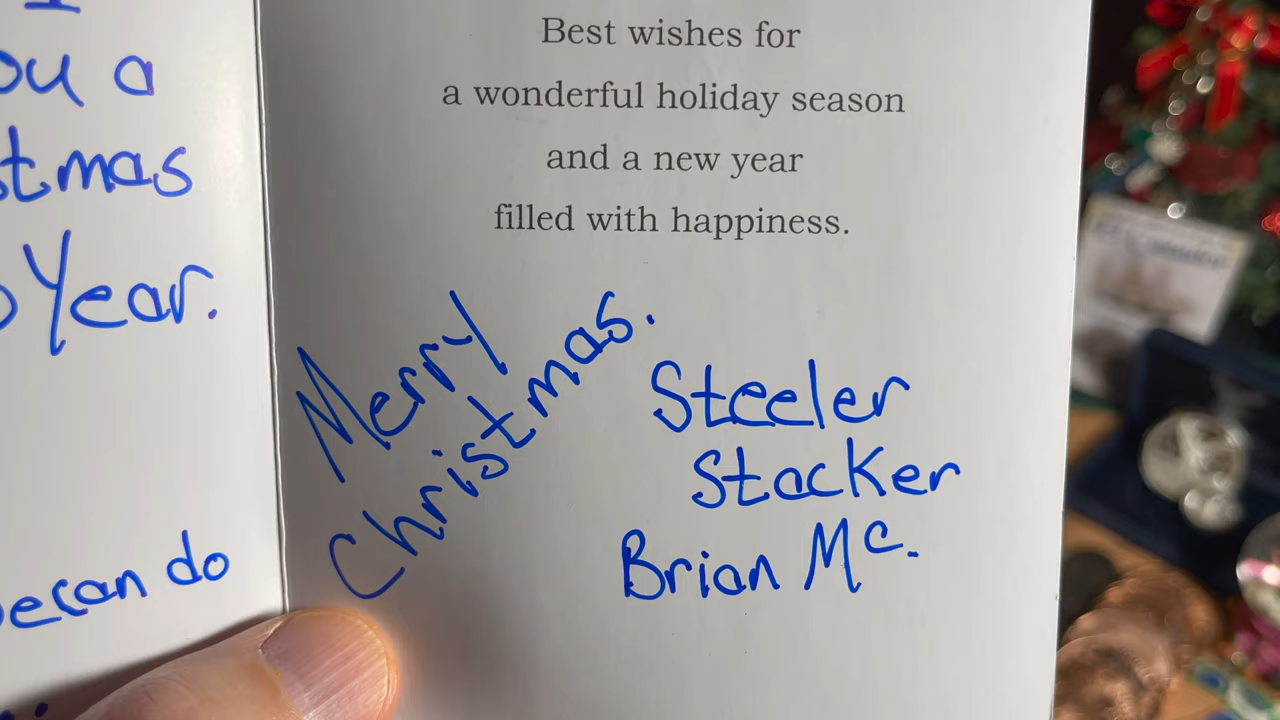 ou a
stmas
Year.
ecan do
Best wishes for
a wonderful holiday season
and a new year
filled with happiness.
Merry
Christmas.
Steeler
Stacker
Brian Mc.